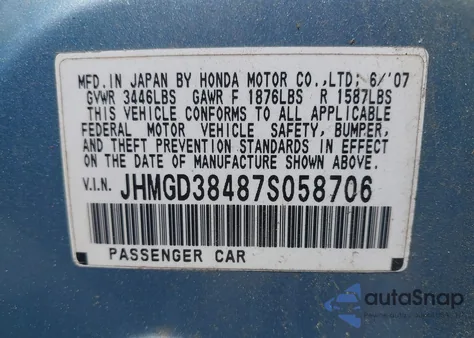 MFD. IN JAPAN BY HONDA MOTOR CO.,LTD; 6/'07
GVWR 3446LBS GAWR F 1876LBS R 1587LBS
THIS VEHICLE CONFORMS TO ALL APPLICABLE
FEDERAL MOTOR VEHICLE SAFETY, BUMPER,
AND THEFT PREVENTION STANDARDS IN EFFECT
ON THE DATE OF MANUFACTURE SHOWN ABOVE.
V.I.N. JHMGD38487S058706
PASSENGER CAR
autoSnap